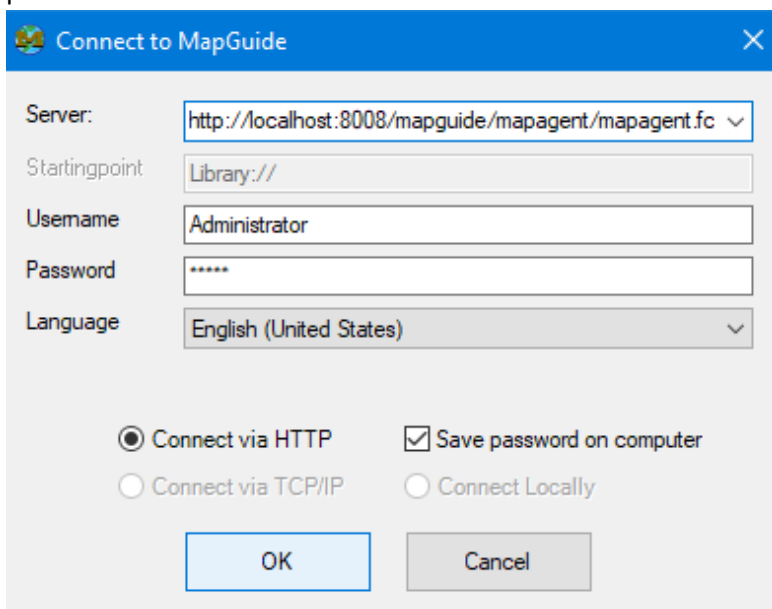 Connect to MapGuide
Server: http://localhost:8008/mapguide/mapagent/mapagent.fc
Startingpoint Library://
Username Administrator
Password *****
Language English (United States)
Connect via HTTP Save password on computer
Connect via TCP/IP Connect Locally
OK Cancel